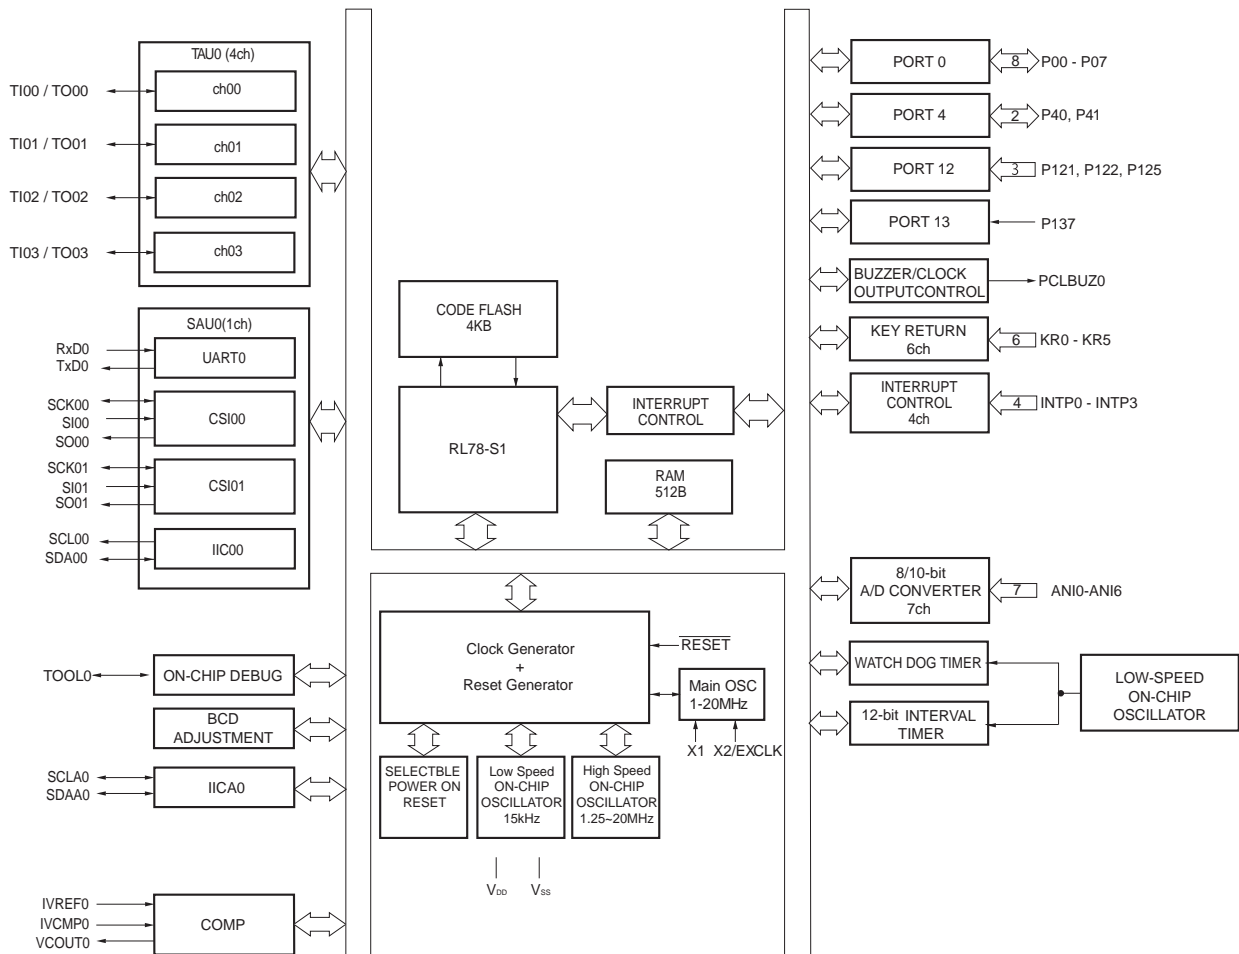 TAU0 (4ch)
TI00 / TO00
ch00
TI01 / TO01
ch01
TI02 / TO02
ch02
TI03 / TO03
ch03
SAU0(1ch)
RxD0
TxD0
UART0
SCK00
SI00
SO00
CSI00
SCK01
SI01
SO01
CSI01
SCL00
SDA00
IIC00
TOOL0
ON-CHIP DEBUG
BCD
ADJUSTMENT
SCLA0
SDAA0
IICA0
IVREF0
IVCMP0
VCOUT0
COMP
CODE FLASH
4KB
RL78-S1
INTERRUPT
CONTROL
RAM
512B
Clock Generator
+
Reset Generator
RESET
Main OSC
1-20MHz
X1 X2/EXCLK
SELECTBLE
POWER ON
RESET
Low Speed
ON-CHIP
OSCILLATOR
15kHz
High Speed
ON-CHIP
OSCILLATOR
1.25~20MHz
VDD
VSS
PORT 0
8
P00 - P07
PORT 4
2
P40, P41
PORT 12
3
P121, P122, P125
PORT 13
P137
BUZZER/CLOCK
OUTPUTCONTROL
PCLBUZ0
KEY RETURN
6ch
6
KR0 - KR5
INTERRUPT
CONTROL
4ch
4
INTP0 - INTP3
8/10-bit
A/D CONVERTER
7ch
7
ANI0-ANI6
WATCH DOG TIMER
12-bit INTERVAL
TIMER
LOW-SPEED
ON-CHIP
OSCILLATOR